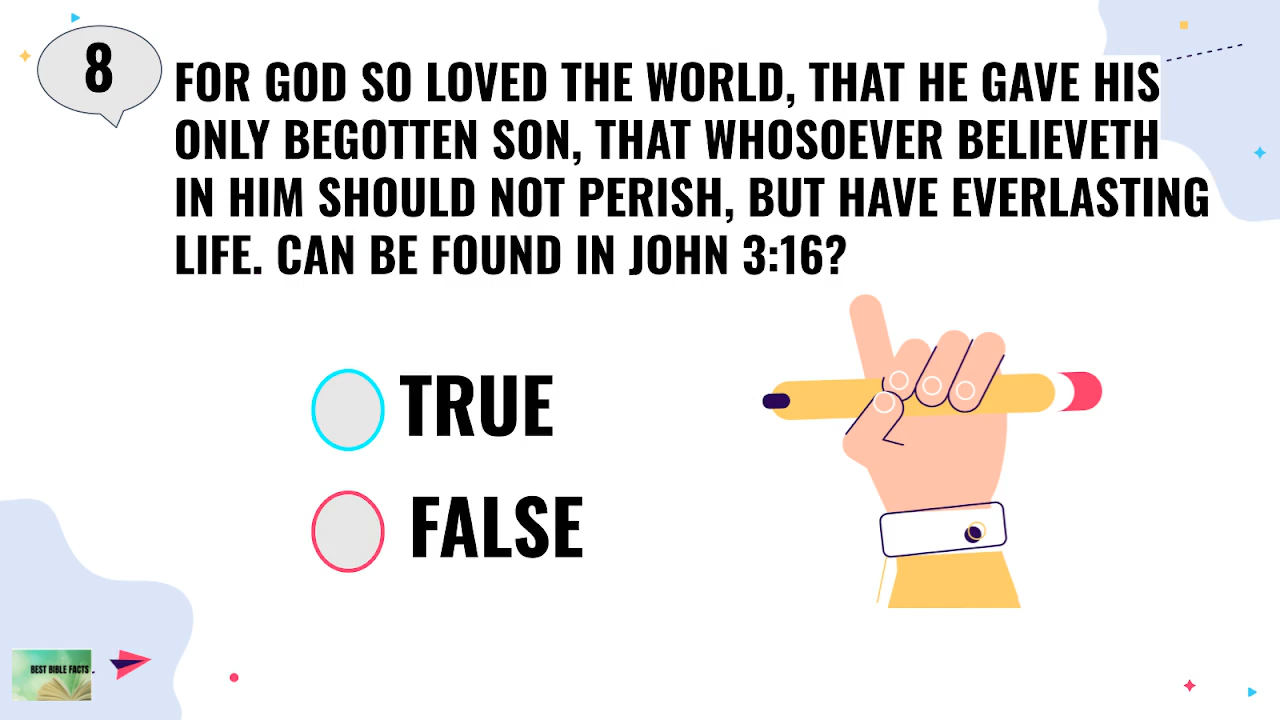 8
FOR GOD SO LOVED THE WORLD, THAT HE GAVE HIS
ONLY BEGOTTEN SON, THAT WHOSOEVER BELIEVETH
IN HIM SHOULD NOT PERISH, BUT HAVE EVERLASTING
LIFE. CAN BE FOUND IN JOHN 3:16?
TRUE
FALSE
BEST BIBLE FACTS